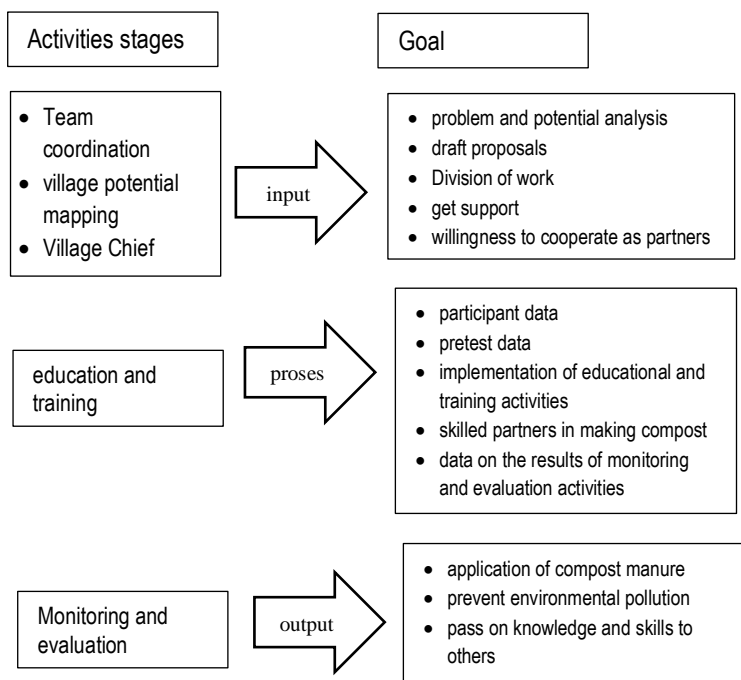 Activities stages
Goal
• Team
coordination
• village potential
mapping
• Village Chief
input
• problem and potential analysis
• draft proposals
• Division of work
• get support
• willingness to cooperate as partners
education and
training
proses
• participant data
• pretest data
• implementation of educational and
training activities
• skilled partners in making compost
• data on the results of monitoring
and evaluation activities
Monitoring and
evaluation
output
• application of compost manure
• prevent environmental pollution
• pass on knowledge and skills to
others